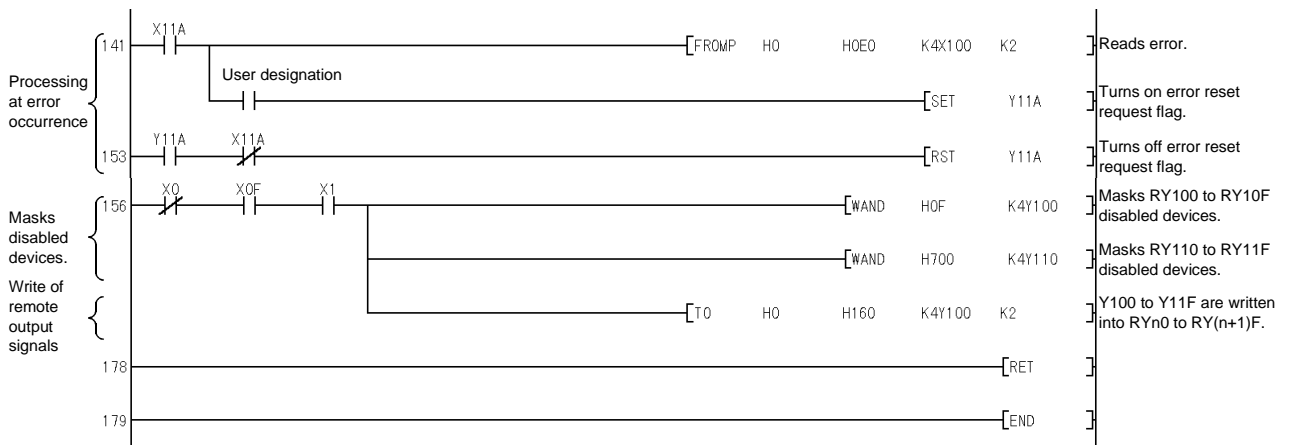 X11A
141
FROMP H0 H0E0 K4X100 K2
Reads error.
Processing
at error
occurrence
User designation
SET Y11A
Turns on error reset
request flag.
Y11A X11A
153
RST Y11A
Turns off error reset
request flag.
X0 X0F X1
156
WAND H0F K4Y100
Masks RY100 to RY10F
disabled devices.
Masks
disabled
devices.
WAND H700 K4Y110
Masks RY110 to RY11F
disabled devices.
Write of
remote
output
signals
TO H0 H160 K4Y100 K2
Y100 to Y11F are written
into RYn0 to RY(n+1)F.
178
RET
179
END